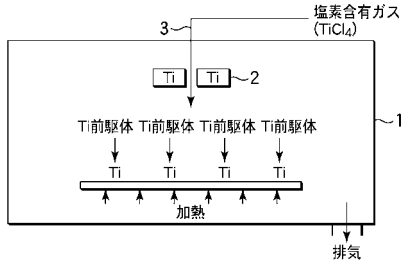 塩素含有ガス
(TiCl4)
3
Ti Ti 2
1
Ti前駆体 Ti前駆体 Ti前駆体 Ti前駆体
Ti Ti Ti Ti
加熱
排気